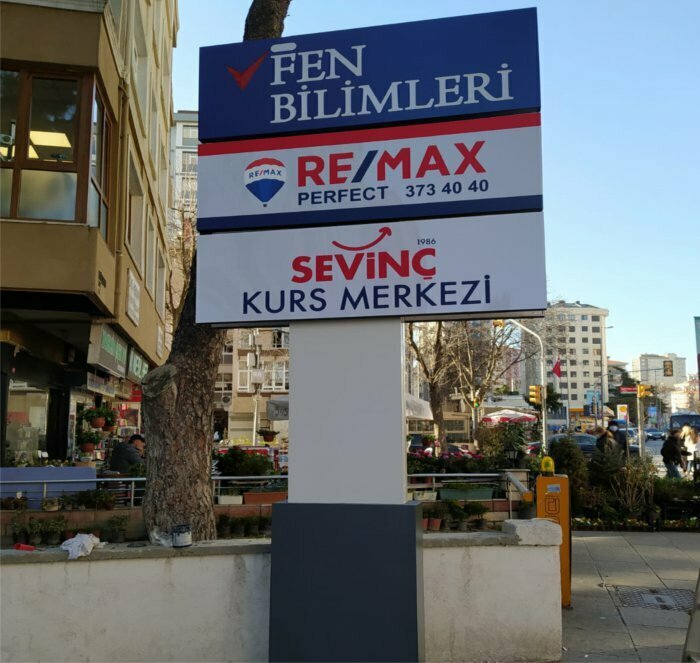 FEN
BİLİMLERİ
RE/MAX
RE/MAX
PERFECT 373 40 40
1986
SEVİNÇ
KURS MERKEZİ